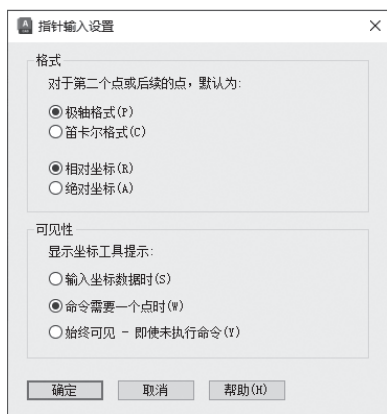 指针输入设置
格式
对于第二个点或后续的点，默认为:
极轴格式(P)
笛卡尔格式(C)
相对坐标(R)
绝对坐标(A)
可见性
显示坐标工具提示:
输入坐标数据时(S)
命令需要一个点时(W)
始终可见 - 即使未执行命令(Y)
确定 取消 帮助(H)